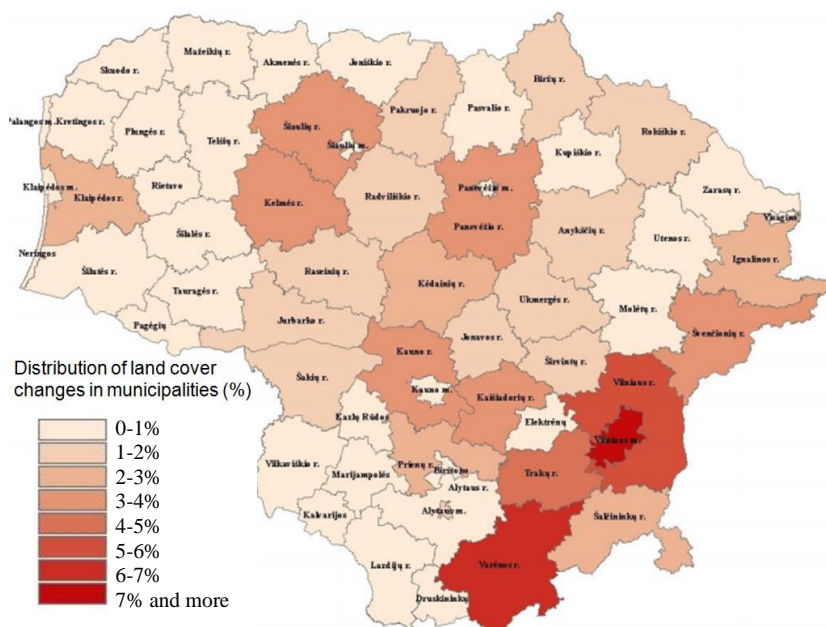 Skuodo r.
Mažeikių r.
Akmenės r.
Joniškio r.
Biržų r.
Pakruojo r.
Pasvalio r.
Palangos m.
Kretingos r.
Plungės r.
Telšių r.
Šiaulių r.
Šiaulių m.
Rokiškio r.
Kupiškio r.
Klaipėdos m.
Klaipėdos r.
Rietavo
Kelmės r.
Radviliškio r.
Panevėžio m.
Panevėžio r.
Zarasų r.
Visagino
Anykščių r.
Utenos r.
Šilalės r.
Neringos
Šilutės r.
Ignalinos r.
Raseinių r.
Kėdainių r.
Tauragės r.
Ukmergės r.
Molėtų r.
Pagėgių
Jurbarko r.
Jonavos r.
Švenčionių r.
Kauno r.
Širvintų r.
Distribution of land cover
changes in municipalities (%)
Šakių r.
Kauno m.
Kaišiadorių r.
Vilniaus r.
Kazlų Rūdos
Elektrėnų
Vilniaus m.
Vilkaviškio r.
Marijampolės
Prienų r.
Birštono
Trakų r.
Alytaus r.
Kalvarijos
Alytaus m.
Šalčininkų r.
Lazdijų r.
Varėnos r.
Druskininkų
0-1%
1-2%
2-3%
3-4%
4-5%
5-6%
6-7%
7% and more